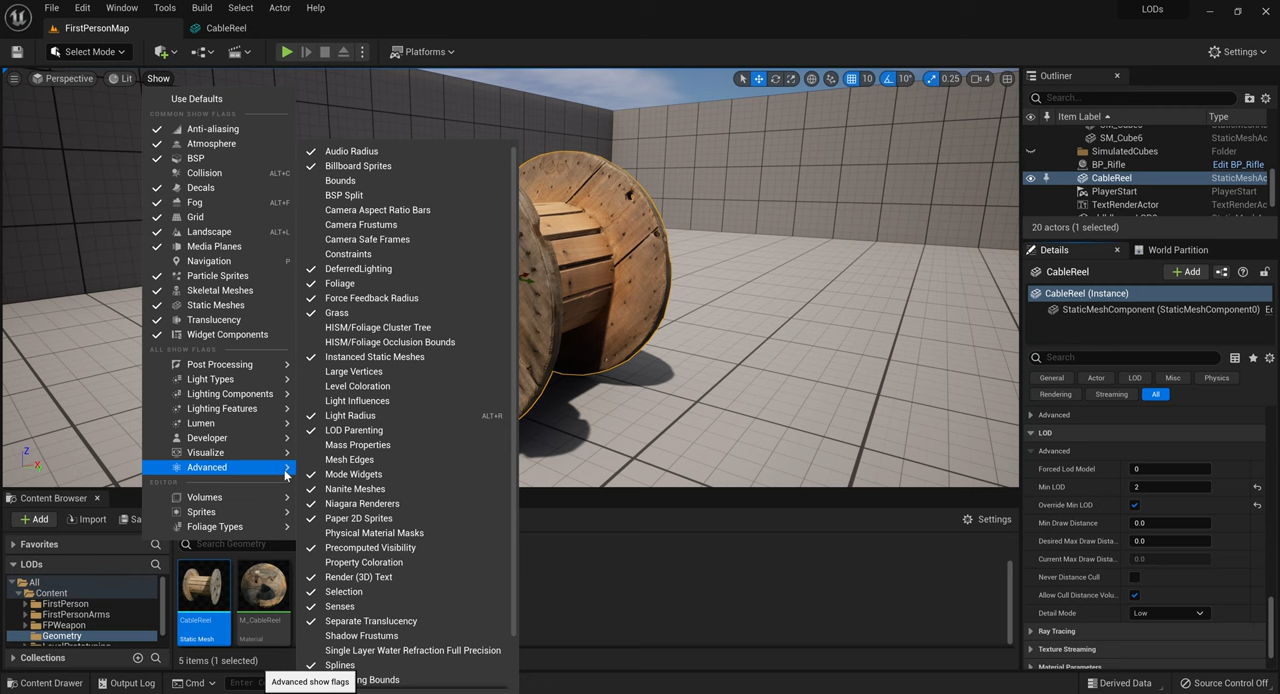 File Edit Window Tools Build Select Actor Help
LODs
FirstPersonMap
CableReel
Select Mode
Platforms
Settings
Perspective
Lit
Show
10
10°
0.25
4
Use Defaults
COMMON SHOW FLAGS
Anti-aliasing
Atmosphere
BSP
Collision ALT+C
Decals
Fog ALT+F
Grid
Landscape ALT+L
Media Planes
Navigation P
Particle Sprites
Skeletal Meshes
Static Meshes
Translucency
Widget Components
ALL SHOW FLAGS
Post Processing
Light Types
Lighting Components
Lighting Features
Lumen
Developer
Visualize
Advanced
EDITOR
Volumes
Sprites
Foliage Types
Audio Radius
Billboard Sprites
Bounds
BSP Split
Camera Aspect Ratio Bars
Camera Frustums
Camera Safe Frames
Constraints
DeferredLighting
Foliage
Force Feedback Radius
Grass
HISM/Foliage Cluster Tree
HISM/Foliage Occlusion Bounds
Instanced Static Meshes
Large Vertices
Level Coloration
Light Influences
Light Radius ALT+R
LOD Parenting
Mass Properties
Mesh Edges
Mode Widgets
Nanite Meshes
Niagara Renderers
Paper 2D Sprites
Physical Material Masks
Precomputed Visibility
Property Coloration
Render (3D) Text
Selection
Senses
Separate Translucency
Shadow Frustums
Single Layer Water Refraction Full Precision
Splines
ng Bounds
Advanced show flags
Z
X
Outliner
Search...
Item Label Type
SM_Cube6 StaticMeshAc
SimulatedCubes Folder
BP_Rifle Edit BP_Rifle
CableReel StaticMeshAc
PlayerStart PlayerStart
TextRenderActor TextRenderAc
20 actors (1 selected)
Details
World Partition
CableReel
Add
CableReel (Instance)
StaticMeshComponent (StaticMeshComponent0)
Search
General Actor LOD Misc Physics
Rendering Streaming All
Advanced
LOD
Advanced
Forced Lod Model 0
Min LOD 2
Override Min LOD
Min Draw Distance 0.0
Desired Max Draw Dista... 0.0
Current Max Draw Dista... 0.0
Never Distance Cull
Allow Cull Distance Volu...
Detail Mode Low
Ray Tracing
Texture Streaming
Material Parameters
Content Browser
Add
Import
Sa
Settings
Favorites
LODs
All
Content
FirstPerson
FirstPersonArms
FPWeapon
Geometry
Collections
Search Geometry
CableReel
Static Mesh
M_CableReel
Material
5 items (1 selected)
Content Drawer
Output Log
Cmd
Enter C
Derived Data
Source Control Off